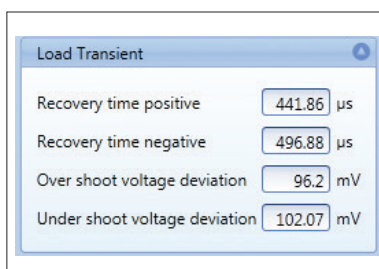 Load Transient
Recovery time positive 441.86 µs
Recovery time negative 496.88 µs
Over shoot voltage deviation 96.2 mV
Under shoot voltage deviation 102.07 mV